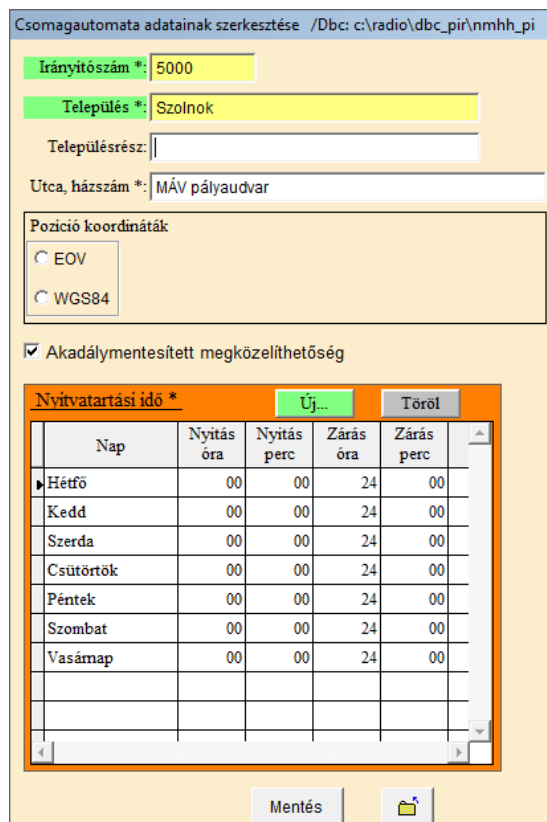 Csomagautomata adatainak szerkesztése /Dbc: c:\radio\dbc_pir\nmhh_pi
Irányítószám *: 5000
Település *: Szolnok
Településrész:
Utca, házszám *: MÁV pályaudvar
Pozíció koordináták
EOV
WGS84
Akadálymentesített megközelíthetőség
Nyitvatartási idő * Új... Töröl
Nap Nyitás óra Nyitás perc Zárás óra Zárás perc
Hétfő 00 00 24 00
Kedd 00 00 24 00
Szerda 00 00 24 00
Csütörtök 00 00 24 00
Péntek 00 00 24 00
Szombat 00 00 24 00
Vasárnap 00 00 24 00
Mentés